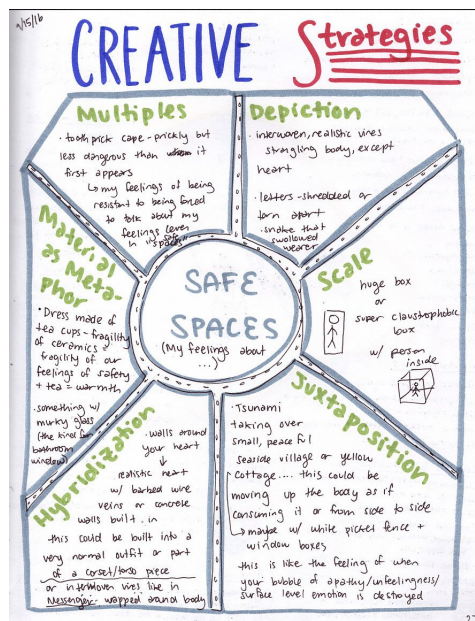 9/15/16
CREATIVE Strategies
Multiples
· toothpick cape - prickly but
less dangerous than it
first appears
↳ my feelings of being
resistant to being forced
to talk about my
feelings (even
in "safe
spaces")
Depiction
· interwoven, realistic vines
strangling body, except
heart
· letters - shredded or
torn apart
· snake that
swallowed
wearer
Scale
huge box
or
super claustrophobic
box
w/ person
inside
Juxtaposition
· Tsunami
taking over
small, peaceful
seaside village or yellow
cottage.... this could be
moving up the body as if
consuming it or from side to side
↳ maybe w/ white picket fence +
window boxes
this is like the feeling of when
your bubble of apathy/unfeelingness/
surface level emotion is destroyed
Hybridization
· walls around
your heart
↓
realistic heart
w/ barbed wire
veins or concrete
walls built in
this could be built into a
very normal outfit or part
of a corset/torso piece
or interwoven vines like in
Messenger wrapped around body
Material
as Meta-
phor
· Dress made of
tea cups - fragility
of ceramics =
fragility of our
feelings of safety
+ tea = warmth
· something w/
murky glass
(the kind for
bathroom
windows)
SAFE
SPACES
(My feelings about
...)